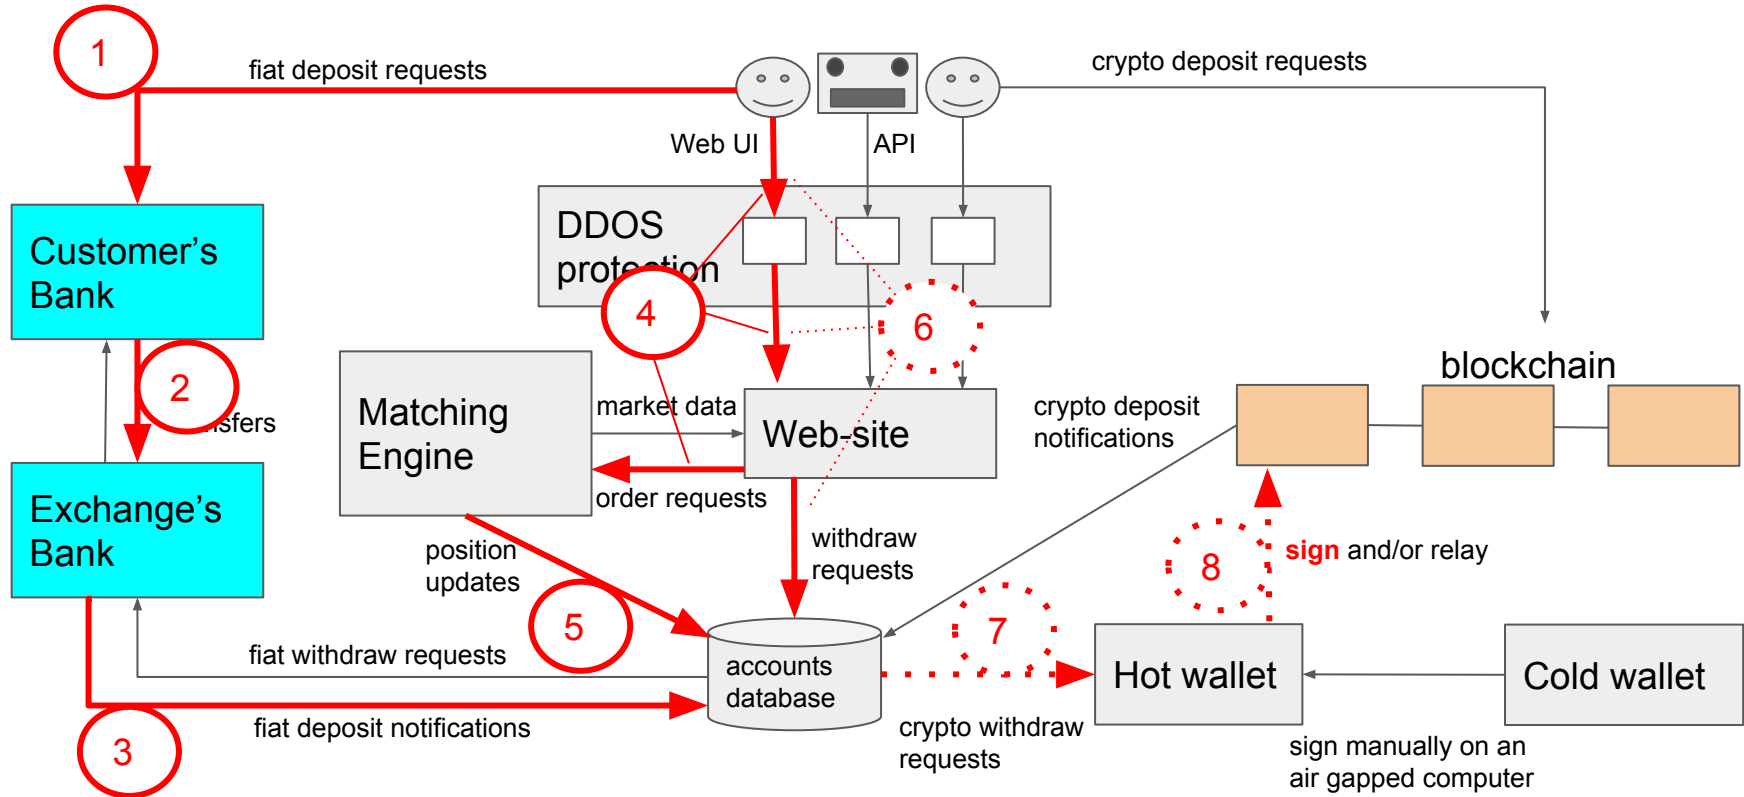 1
fiat deposit requests
crypto deposit requests
Web UI
API
DDOS
protection
Customer's
Bank
4
6
blockchain
2
nsfers
Matching
Engine
market data
Web-site
crypto deposit
notifications
order requests
Exchange's
Bank
position
updates
withdraw
requests
8
sign and/or relay
5
7
fiat withdraw requests
accounts
database
Hot wallet
Cold wallet
3
fiat deposit notifications
crypto withdraw
requests
sign manually on an
air gapped computer